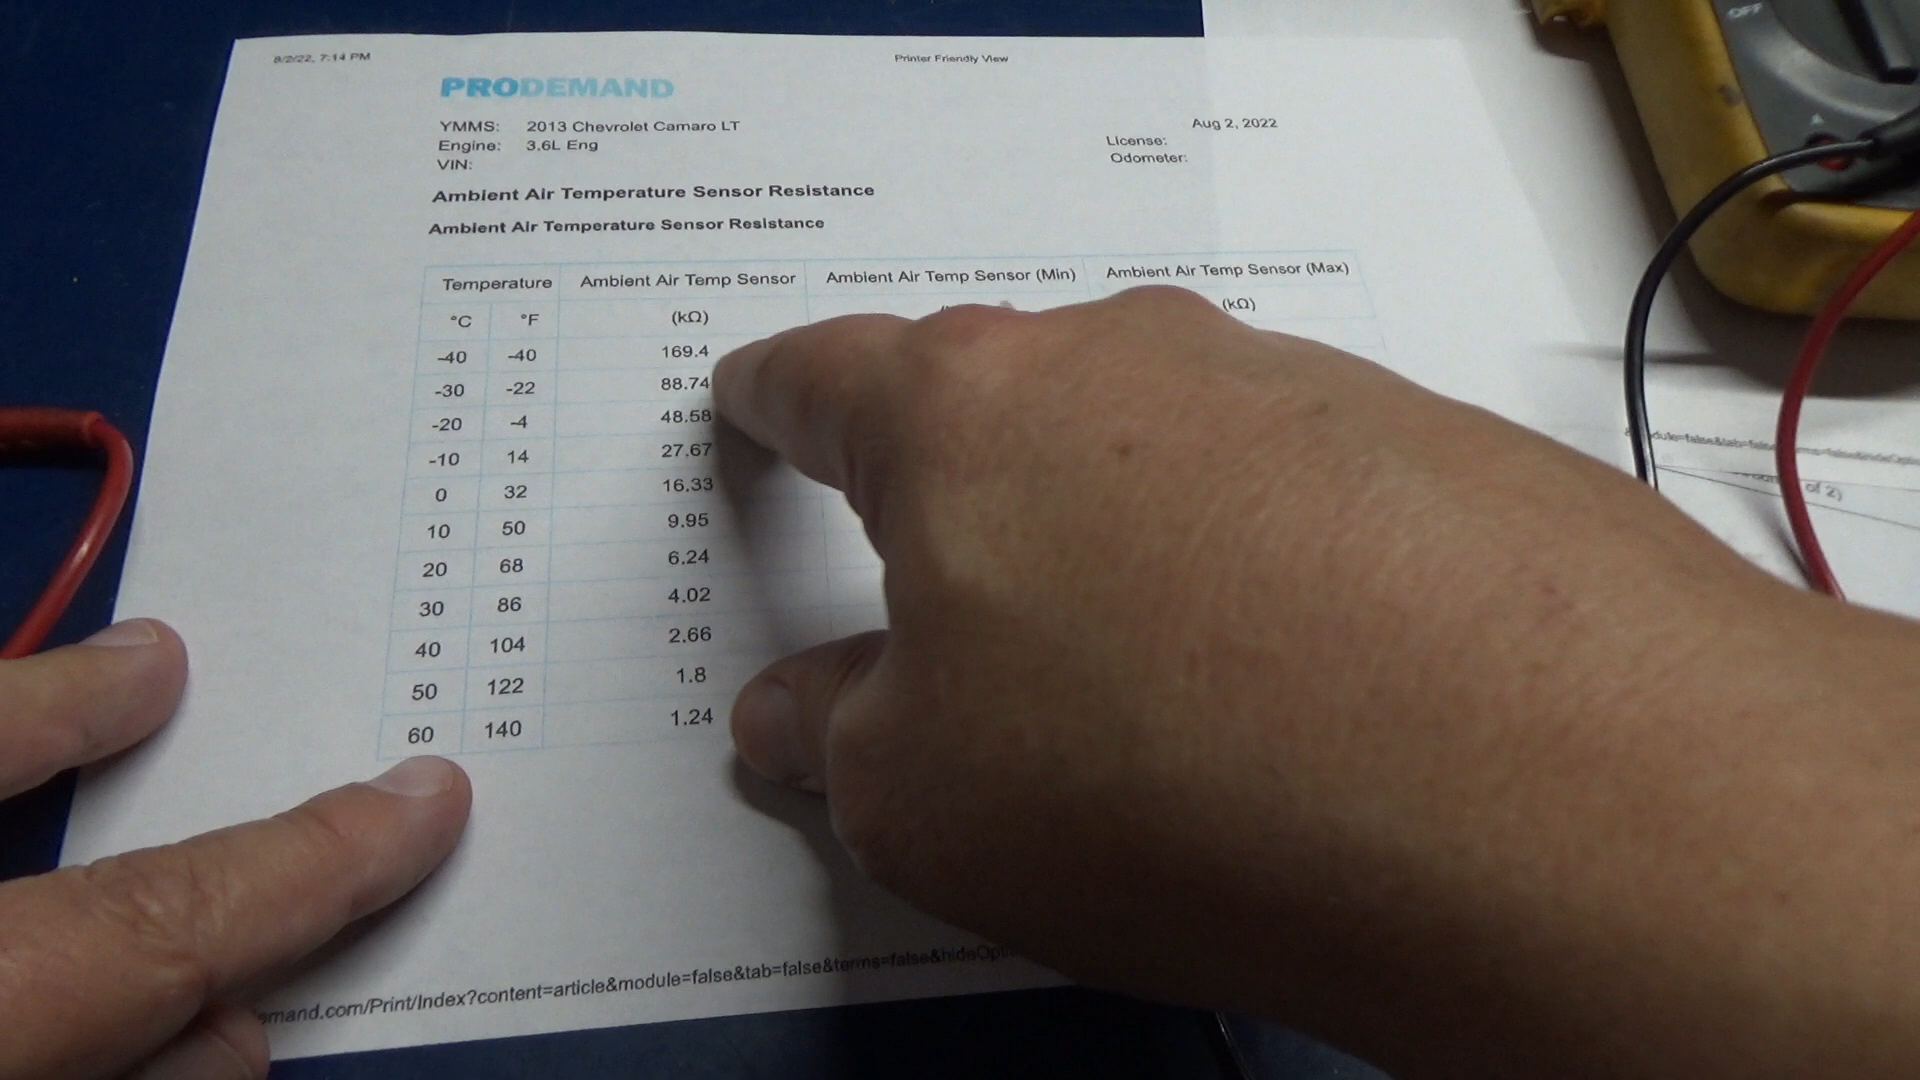 8/2/22, 7:14 PM Printer Friendly View
PRODEMAND
YMMS: 2013 Chevrolet Camaro LT Aug 2, 2022
Engine: 3.6L Eng License:
VIN: Odometer:
Ambient Air Temperature Sensor Resistance
Ambient Air Temperature Sensor Resistance
Temperature Ambient Air Temp Sensor Ambient Air Temp Sensor (Min) Ambient Air Temp Sensor (Max)
°C °F (kΩ) (kΩ)
-40 -40 169.4
-30 -22 88.74
-20 -4 48.58
-10 14 27.67
0 32 16.33
10 50 9.95
20 68 6.24
30 86 4.02
40 104 2.66
50 122 1.8
60 140 1.24
emand.com/Print/Index?content=article&module=false&tab=false&terms=false&hideOpti
OFF
of 2)